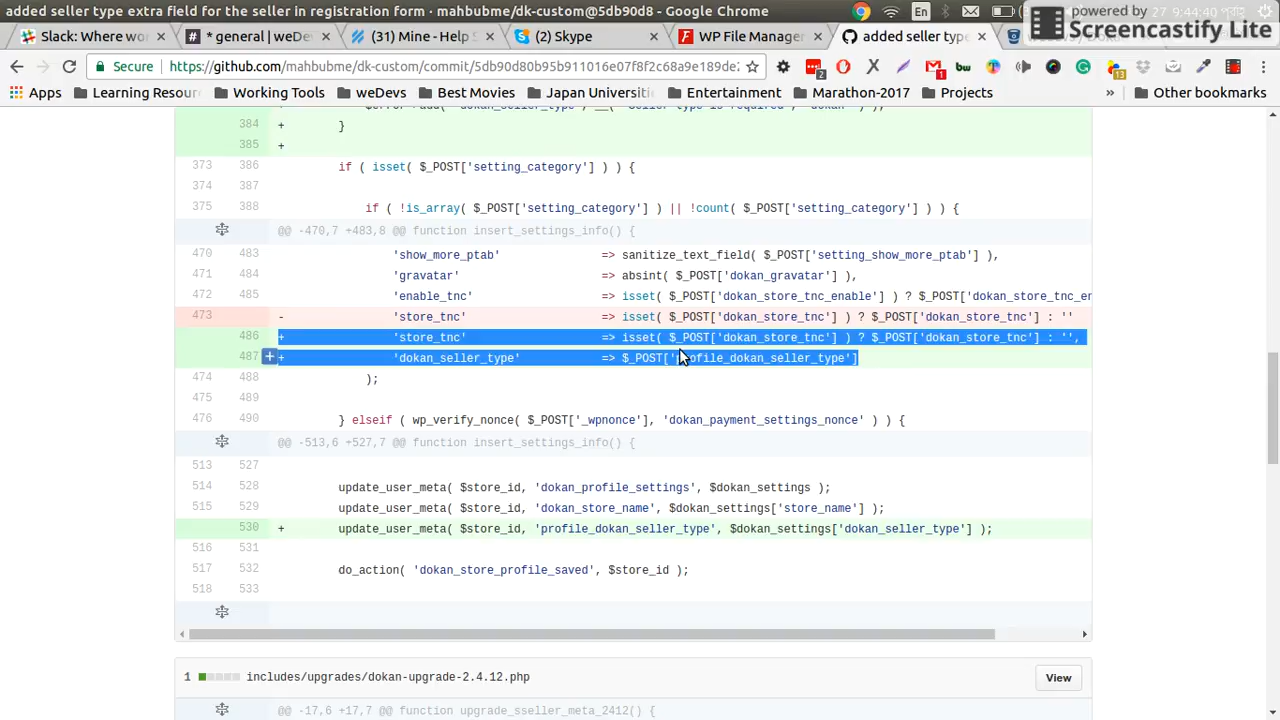 added seller type extra field for the seller in registration form · mahbubme/dk-custom@5db90d8 - Google Chrome
En
27 9:44:40
powered by
Screencastify Lite
Slack: Where wo
* general | weDe
(31) Mine - Help
(2) Skype
WP File Manager
added seller type
Secure
https://github.com/mahbubme/dk-custom/commit/5db90d80b95b911016e07f8f2c68a9e189de2
2
1
13
Apps
Learning Resour
Working Tools
weDevs
Best Movies
Japan Universiti
Entertainment
Marathon-2017
Projects
»
Other bookmarks
384 + }
385 +
373 386 if ( isset( $_POST['setting_category'] ) ) {
374 387
375 388 if ( !is_array( $_POST['setting_category'] ) || !count( $_POST['setting_category'] ) ) {
@@ -470,7 +483,8 @@ function insert_settings_info() {
470 483 'show_more_ptab' => sanitize_text_field( $_POST['setting_show_more_ptab'] ),
471 484 'gravatar' => absint( $_POST['dokan_gravatar'] ),
472 485 'enable_tnc' => isset( $_POST['dokan_store_tnc_enable'] ) ? $_POST['dokan_store_tnc_en
473 - 'store_tnc' => isset( $_POST['dokan_store_tnc'] ) ? $_POST['dokan_store_tnc'] : ''
486 + 'store_tnc' => isset( $_POST['dokan_store_tnc'] ) ? $_POST['dokan_store_tnc'] : '',
487 + 'dokan_seller_type' => $_POST['profile_dokan_seller_type']
474 488 );
475 489
476 490 } elseif ( wp_verify_nonce( $_POST['_wpnonce'], 'dokan_payment_settings_nonce' ) ) {
@@ -513,6 +527,7 @@ function insert_settings_info() {
513 527
514 528 update_user_meta( $store_id, 'dokan_profile_settings', $dokan_settings );
515 529 update_user_meta( $store_id, 'dokan_store_name', $dokan_settings['store_name'] );
530 + update_user_meta( $store_id, 'profile_dokan_seller_type', $dokan_settings['dokan_seller_type'] );
516 531
517 532 do_action( 'dokan_store_profile_saved', $store_id );
518 533
1 includes/upgrades/dokan-upgrade-2.4.12.php
View
@@ -17,6 +17,7 @@ function upgrade_sseller_meta_2412() {